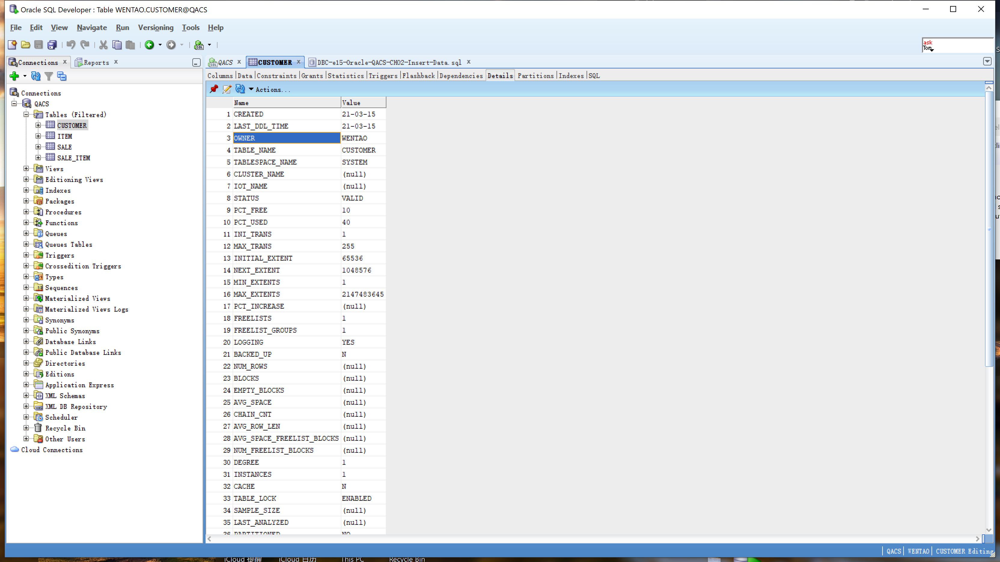 Oracle SQL Developer : Table WENTAO.CUSTOMER@QACS
File Edit View Navigate Run Versioning Tools Help
ask
Tom
Connections x Reports x
QACS x CUSTOMER x DBC-e15-Oracle-QACS-CH02-Insert-Data.sql x
Columns Data Constraints Grants Statistics Triggers Flashback Dependencies Details Partitions Indexes SQL
Actions...
Connections
QACS
Tables (Filtered)
CUSTOMER
ITEM
SALE
SALE_ITEM
Views
Editioning Views
Indexes
Packages
Procedures
Functions
Queues
Queues Tables
Triggers
Crossedition Triggers
Types
Sequences
Materialized Views
Materialized Views Logs
Synonyms
Public Synonyms
Database Links
Public Database Links
Directories
Editions
Application Express
XML Schemas
XML DB Repository
Scheduler
Recycle Bin
Other Users
Cloud Connections
Name Value
1 CREATED 21-03-15
2 LAST_DDL_TIME 21-03-15
3 OWNER WENTAO
4 TABLE_NAME CUSTOMER
5 TABLESPACE_NAME SYSTEM
6 CLUSTER_NAME (null)
7 IOT_NAME (null)
8 STATUS VALID
9 PCT_FREE 10
10 PCT_USED 40
11 INI_TRANS 1
12 MAX_TRANS 255
13 INITIAL_EXTENT 65536
14 NEXT_EXTENT 1048576
15 MIN_EXTENTS 1
16 MAX_EXTENTS 2147483645
17 PCT_INCREASE (null)
18 FREELISTS 1
19 FREELIST_GROUPS 1
20 LOGGING YES
21 BACKED_UP N
22 NUM_ROWS (null)
23 BLOCKS (null)
24 EMPTY_BLOCKS (null)
25 AVG_SPACE (null)
26 CHAIN_CNT (null)
27 AVG_ROW_LEN (null)
28 AVG_SPACE_FREELIST_BLOCKS (null)
29 NUM_FREELIST_BLOCKS (null)
30 DEGREE 1
31 INSTANCES 1
32 CACHE N
33 TABLE_LOCK ENABLED
34 SAMPLE_SIZE (null)
35 LAST_ANALYZED (null)
36 PARTITIONED NO
QACS WENTAO CUSTOMER Editing
iCloud 提醒 iCloud 日历 This PC Recycle Bin